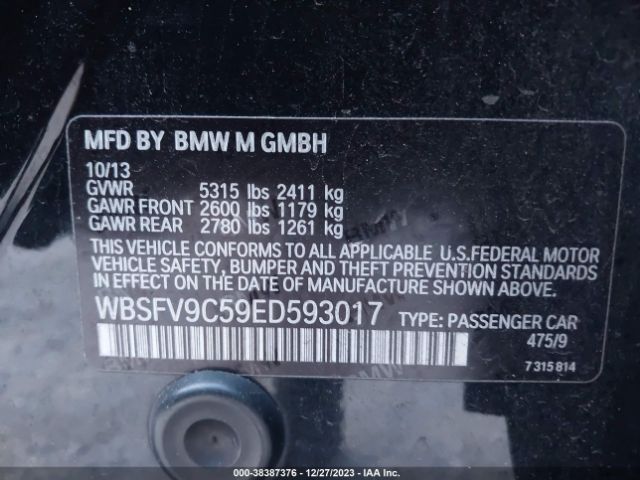 MFD BY BMW M GMBH
10/13
GVWR 5315 lbs 2411 kg
GAWR FRONT 2600 lbs 1179 kg
GAWR REAR 2780 lbs 1261 kg
THIS VEHICLE CONFORMS TO ALL APPLICABLE U.S.FEDERAL MOTOR
VEHICLE SAFETY, BUMPER AND THEFT PREVENTION STANDARDS
IN EFFECT ON THE DATE OF MANUFACTURE SHOWN ABOVE.
WBSFV9C59ED593017 TYPE: PASSENGER CAR
475/9
7 315 814
000-38387376 - 12/27/2023 - IAA Inc.